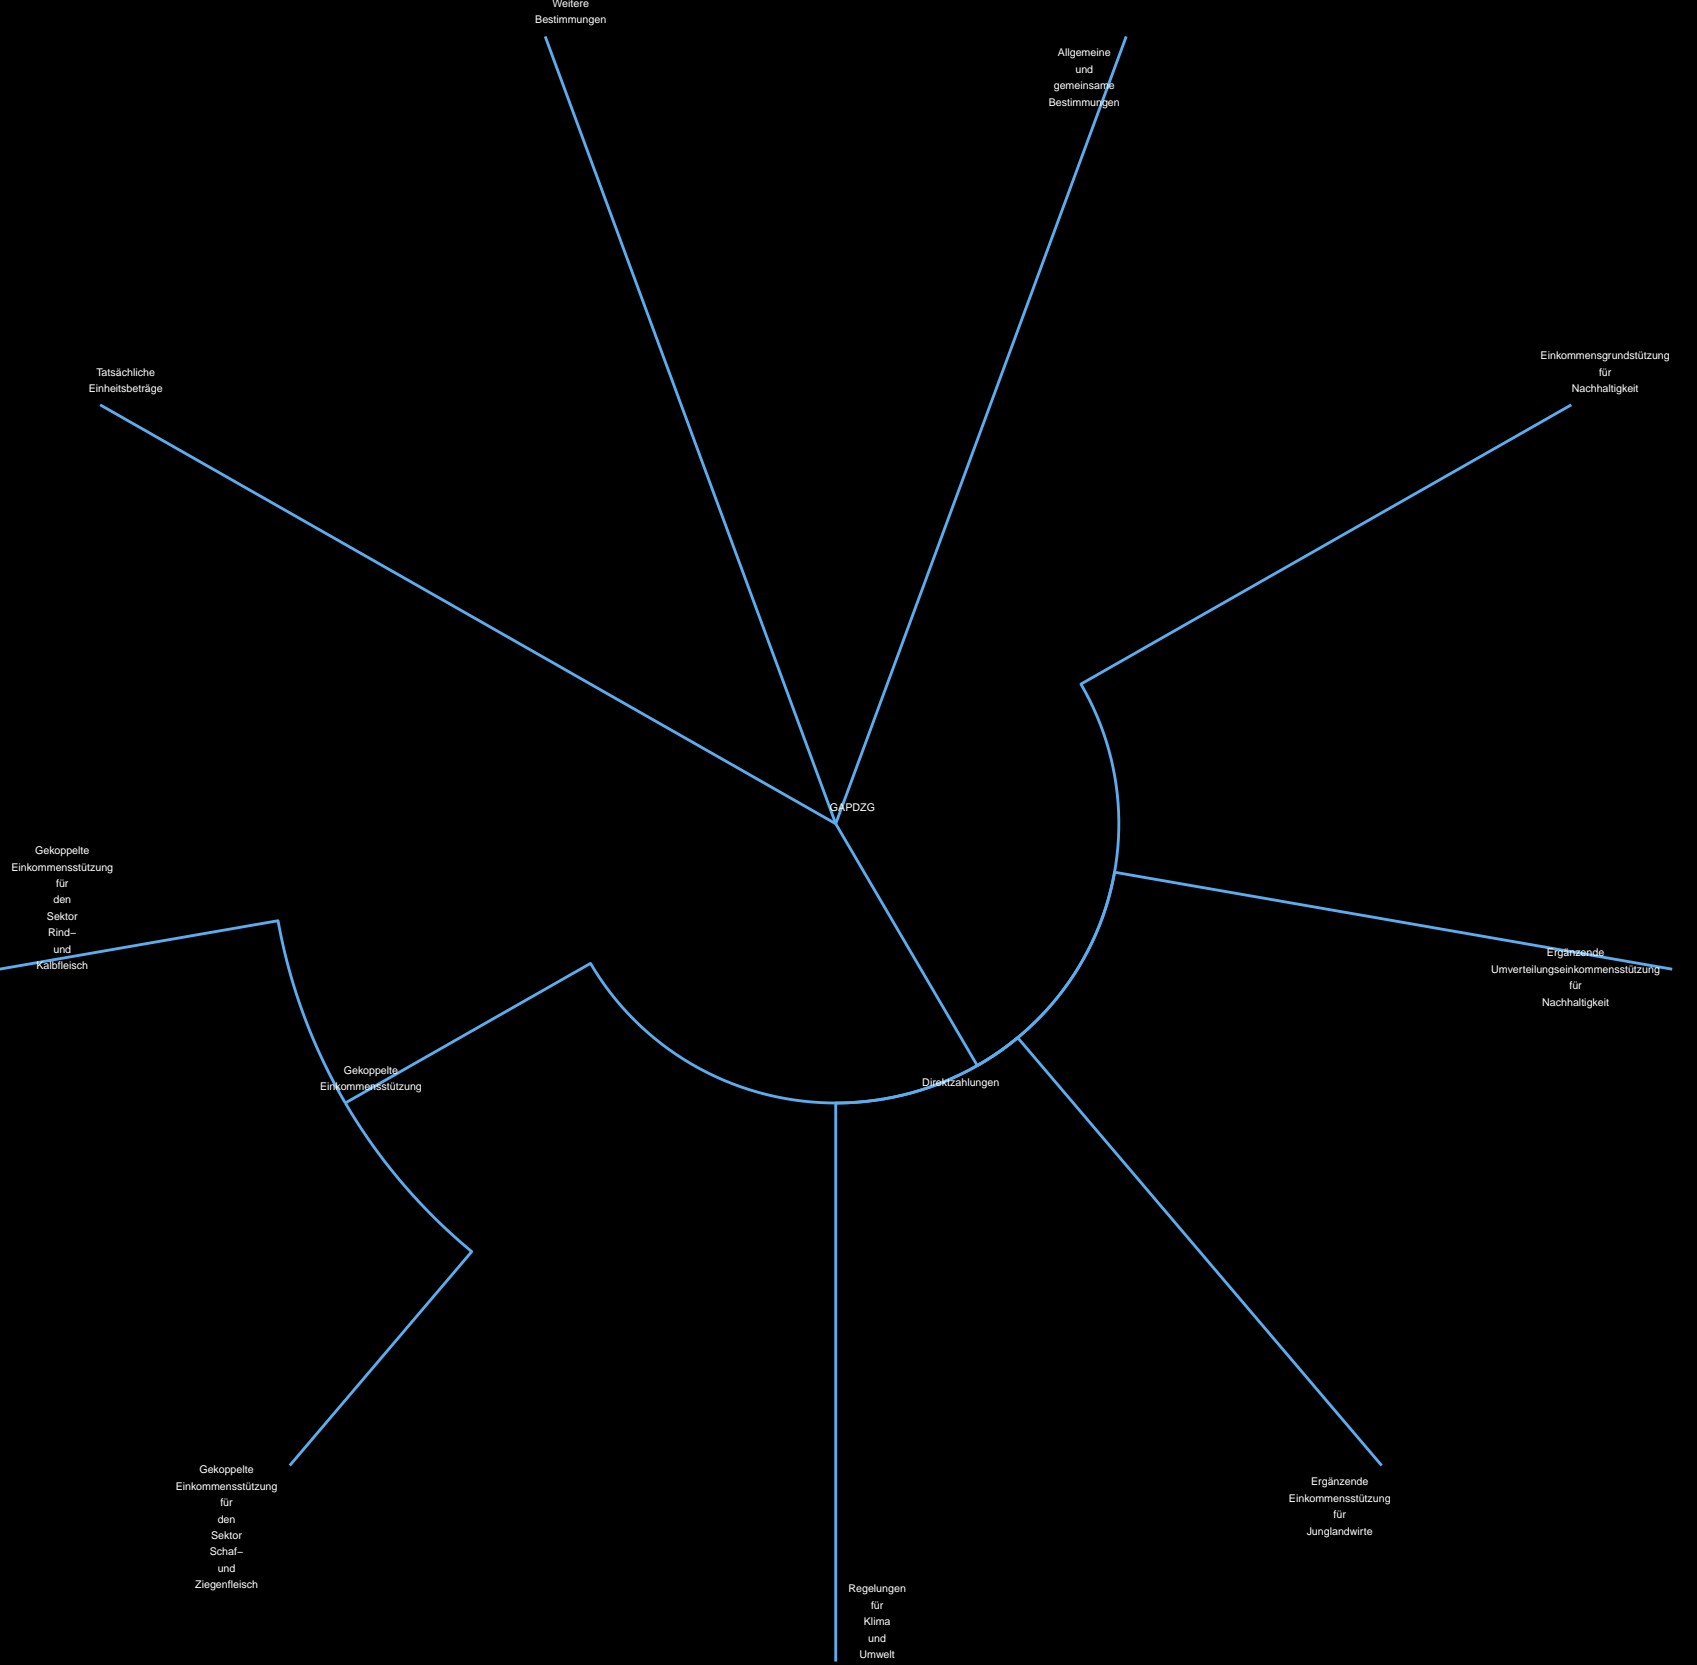 Weitere
Bestimmungen
Allgemeine
und
gemeinsame
Bestimmungen
Einkommensgrundstützung
für
Nachhaltigkeit
Tatsächliche
Einheitsbeträge
GAPDZG
Gekoppelte
Einkommensstützung
für
den
Sektor
Rind–
und
Kalbfleisch
Ergänzende
Umverteilungseinkommensstützung
für
Nachhaltigkeit
Gekoppelte
Einkommensstützung
Direktzahlungen
Gekoppelte
Einkommensstützung
für
den
Sektor
Schaf–
und
Ziegenfleisch
Ergänzende
Einkommensstützung
für
Junglandwirte
Regelungen
für
Klima
und
Umwelt